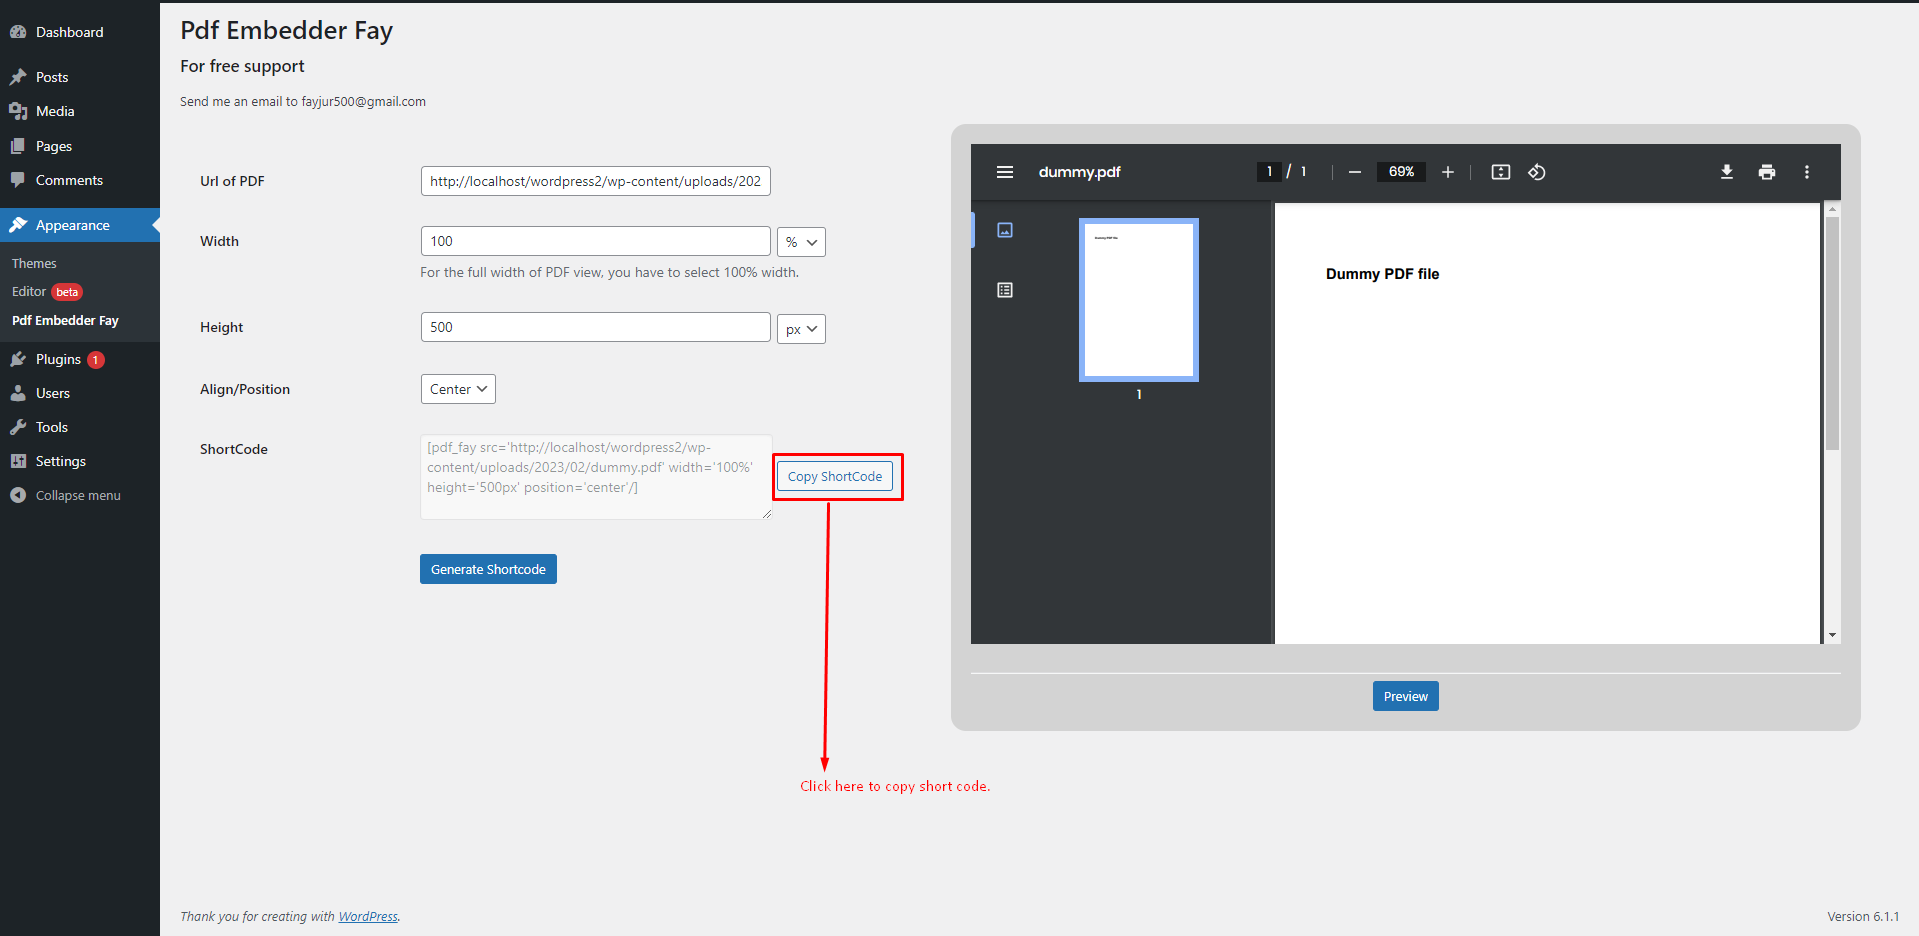 Dashboard
Posts
Media
Pages
Comments
Appearance
Themes
Editor beta
Pdf Embedder Fay
Plugins 1
Users
Tools
Settings
Collapse menu
Pdf Embedder Fay
For free support
Send me an email to fayjur500@gmail.com
Url of PDF
http://localhost/wordpress2/wp-content/uploads/202
Width
100
%
For the full width of PDF view, you have to select 100% width.
Height
500
px
Align/Position
Center
ShortCode
[pdf_fay src='http://localhost/wordpress2/wp-
content/uploads/2023/02/dummy.pdf' width='100%'
height='500px' position='center'/]
Copy ShortCode
Generate Shortcode
Click here to copy short code.
dummy.pdf
1 / 1
69%
Dummy PDF file
1
Dummy PDF file
Preview
Thank you for creating with WordPress.
Version 6.1.1